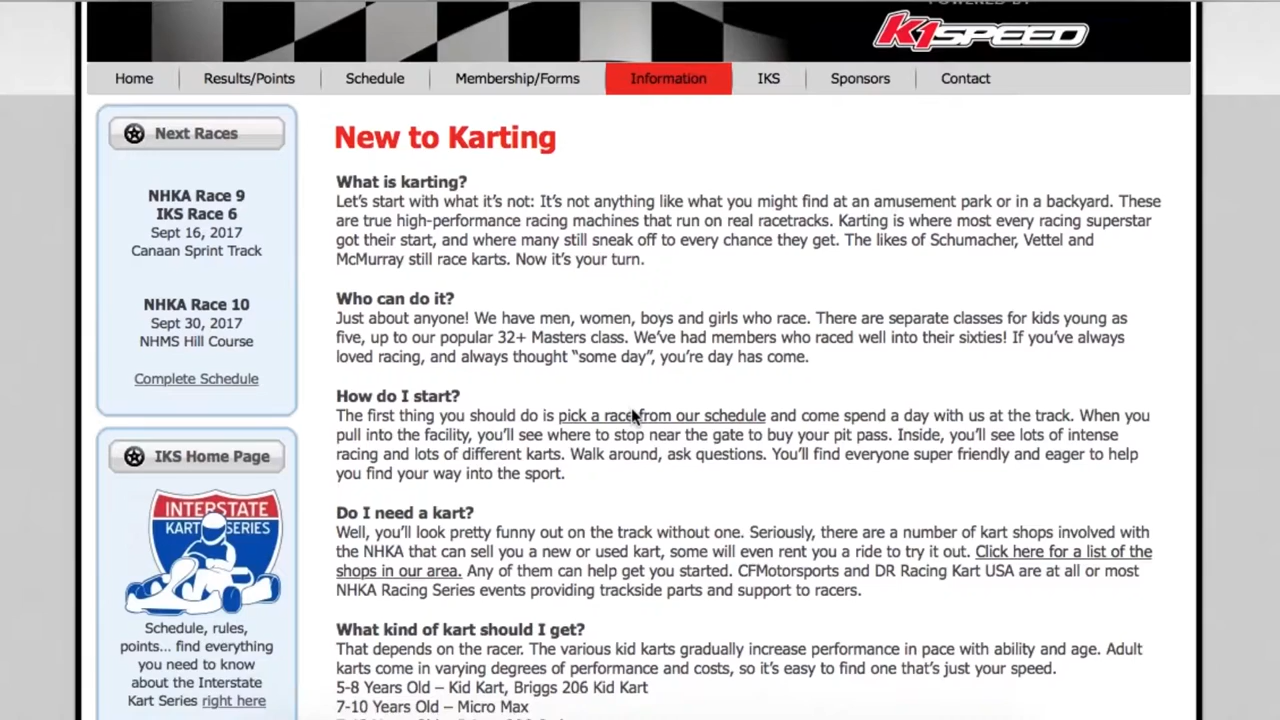 K1SPEED
Home
Results/Points
Schedule
Membership/Forms
Information
IKS
Sponsors
Contact
Next Races
NHKA Race 9
IKS Race 6
Sept 16, 2017
Canaan Sprint Track
NHKA Race 10
Sept 30, 2017
NHMS Hill Course
Complete Schedule
IKS Home Page
INTERSTATE
KART SERIES
Schedule, rules,
points... find everything
you need to know
about the Interstate
Kart Series right here
New to Karting
What is karting?
Let’s start with what it’s not: It’s not anything like what you might find at an amusement park or in a backyard. These
are true high-performance racing machines that run on real racetracks. Karting is where most every racing superstar
got their start, and where many still sneak off to every chance they get. The likes of Schumacher, Vettel and
McMurray still race karts. Now it’s your turn.
Who can do it?
Just about anyone! We have men, women, boys and girls who race. There are separate classes for kids young as
five, up to our popular 32+ Masters class. We’ve had members who raced well into their sixties! If you’ve always
loved racing, and always thought “some day”, you’re day has come.
How do I start?
The first thing you should do is pick a race from our schedule and come spend a day with us at the track. When you
pull into the facility, you’ll see where to stop near the gate to buy your pit pass. Inside, you’ll see lots of intense
racing and lots of different karts. Walk around, ask questions. You’ll find everyone super friendly and eager to help
you find your way into the sport.
Do I need a kart?
Well, you’ll look pretty funny out on the track without one. Seriously, there are a number of kart shops involved with
the NHKA that can sell you a new or used kart, some will even rent you a ride to try it out. Click here for a list of the
shops in our area. Any of them can help get you started. CFMotorsports and DR Racing Kart USA are at all or most
NHKA Racing Series events providing trackside parts and support to racers.
What kind of kart should I get?
That depends on the racer. The various kid karts gradually increase performance in pace with ability and age. Adult
karts come in varying degrees of performance and costs, so it’s easy to find one that’s just your speed.
5-8 Years Old – Kid Kart, Briggs 206 Kid Kart
7-10 Years Old – Micro Max